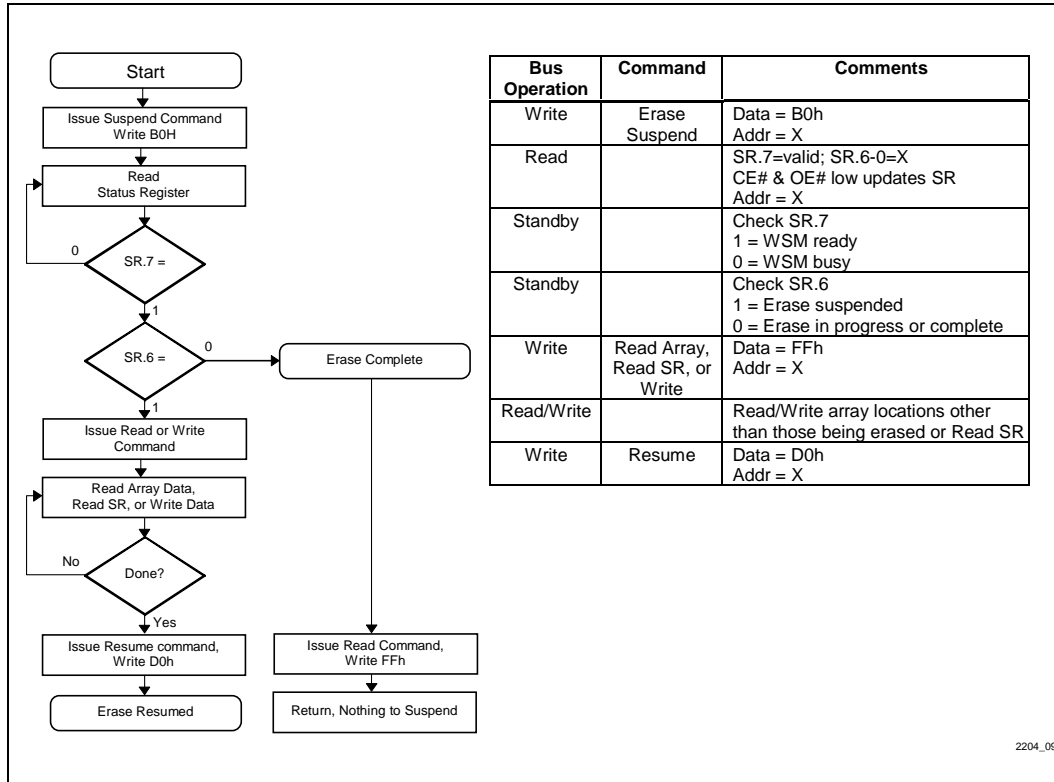 Start
Issue Suspend Command
Write B0H
Read
Status Register
0
SR.7 =
1
SR.6 =
0
Erase Complete
1
Issue Read or Write
Command
Read Array Data,
Read SR, or Write Data
No
Done?
Yes
Issue Resume command,
Write D0h
Erase Resumed
Issue Read Command,
Write FFh
Return, Nothing to Suspend
Bus Operation Command Comments
Write Erase Suspend Data = B0h
Addr = X
Read SR.7=valid; SR.6-0=X
CE# & OE# low updates SR
Addr = X
Standby Check SR.7
1 = WSM ready
0 = WSM busy
Standby Check SR.6
1 = Erase suspended
0 = Erase in progress or complete
Write Read Array, Data = FFh
Read SR, or Addr = X
Write
Read/Write Read/Write array locations other
than those being erased or Read SR
Write Resume Data = D0h
Addr = X
2204_09